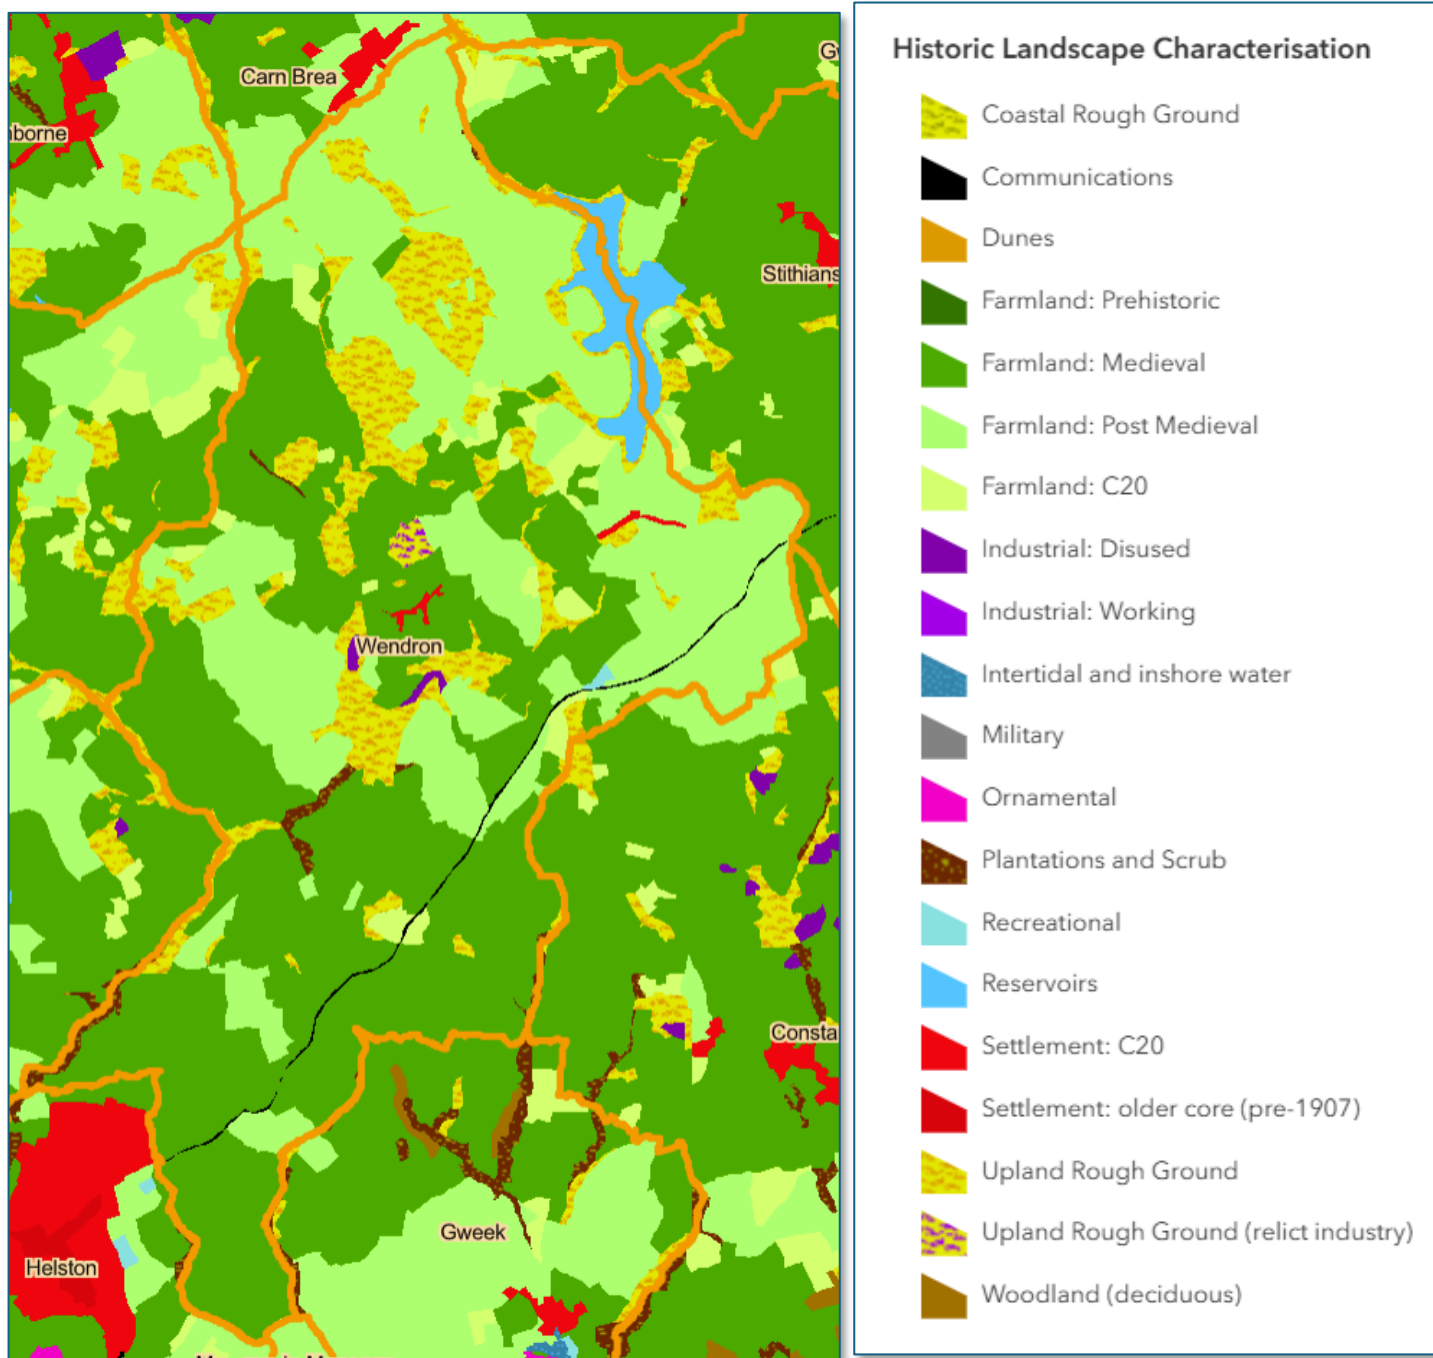 Carn Brea
Gw
borne
Stithians
Wendron
Consta
Gweek
Helston
Historic Landscape Characterisation
Coastal Rough Ground
Communications
Dunes
Farmland: Prehistoric
Farmland: Medieval
Farmland: Post Medieval
Farmland: C20
Industrial: Disused
Industrial: Working
Intertidal and inshore water
Military
Ornamental
Plantations and Scrub
Recreational
Reservoirs
Settlement: C20
Settlement: older core (pre-1907)
Upland Rough Ground
Upland Rough Ground (relict industry)
Woodland (deciduous)